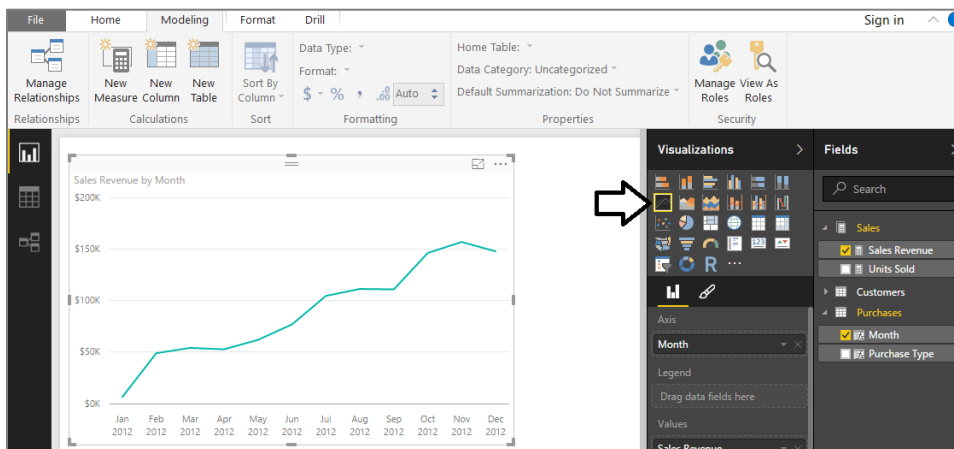 File Home Modeling Format Drill Sign in
Manage Relationships
New Measure
New Column
New Table
Sort By Column
Data Type:
Format:
$ % , .00 Auto
Home Table:
Data Category: Uncategorized
Default Summarization: Do Not Summarize
Manage Roles
View As Roles
Relationships Calculations Sort Formatting Properties Security
Sales Revenue by Month
$200K
$150K
$100K
$50K
$0K
Jan Feb Mar Apr May Jun Jul Aug Sep Oct Nov Dec
2012 2012 2012 2012 2012 2012 2012 2012 2012 2012 2012 2012
Visualizations
123
R
Axis
Month
Legend
Drag data fields here
Values
Sales Revenue
Fields
Search
Sales
Sales Revenue
Units Sold
Customers
Purchases
Month
Purchase Type